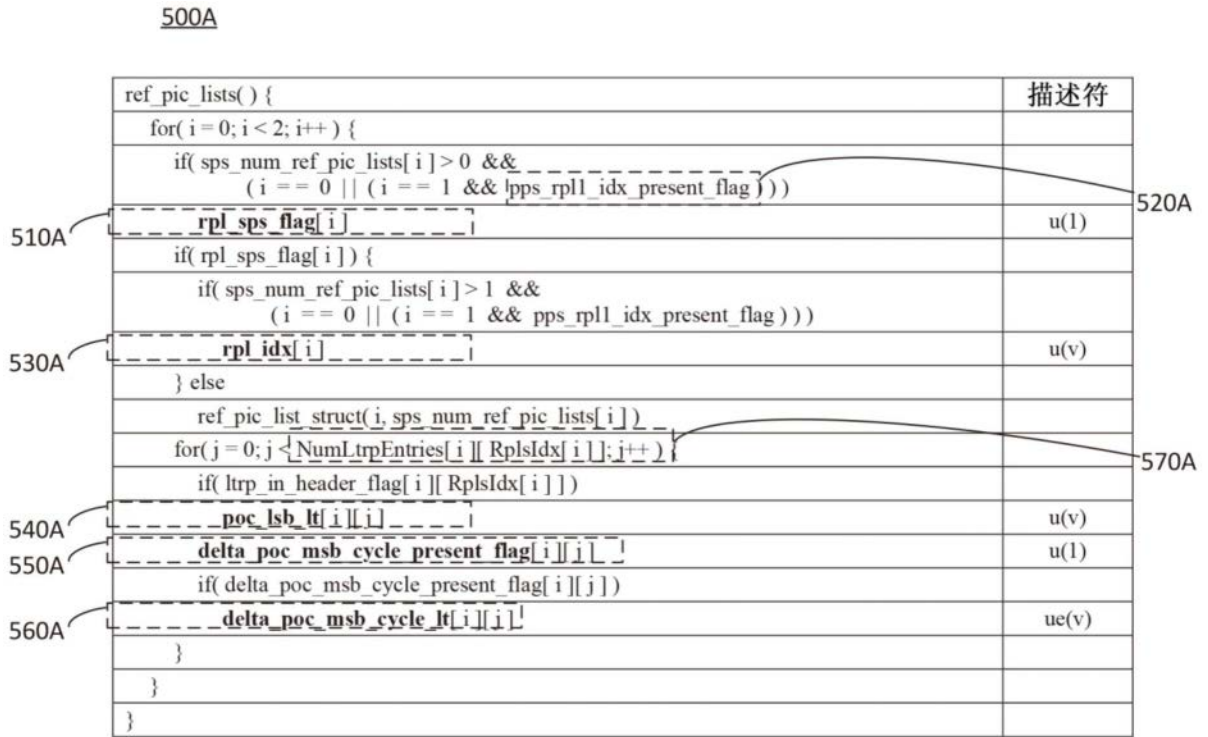 500A
ref_pic_lists( ) { 描述符
for( i = 0; i < 2; i++ ) {
if( sps_num_ref_pic_lists[ i ] > 0 &&
( i == 0 || ( i == 1 && pps_rpl1_idx_present_flag ) ) )
520A
rpl_sps_flag[ i ] u(1)
510A
if( rpl_sps_flag[ i ] ) {
if( sps_num_ref_pic_lists[ i ] > 1 &&
( i == 0 || ( i == 1 && pps_rpl1_idx_present_flag ) ) )
rpl_idx[ i ] u(v)
530A
} else
ref_pic_list_struct( i, sps_num_ref_pic_lists[ i ] )
for( j = 0; j < NumLtrpEntries[ i ][ RplsIdx[ i ] ]; j++ ) {
570A
if( ltrp_in_header_flag[ i ][ RplsIdx[ i ] ] )
poc_lsb_lt[ i ][ j ] u(v)
540A
delta_poc_msb_cycle_present_flag[ i ][ j ] u(1)
550A
if( delta_poc_msb_cycle_present_flag[ i ][ j ] )
delta_poc_msb_cycle_lt[ i ][ j ] ue(v)
560A
}
}
}